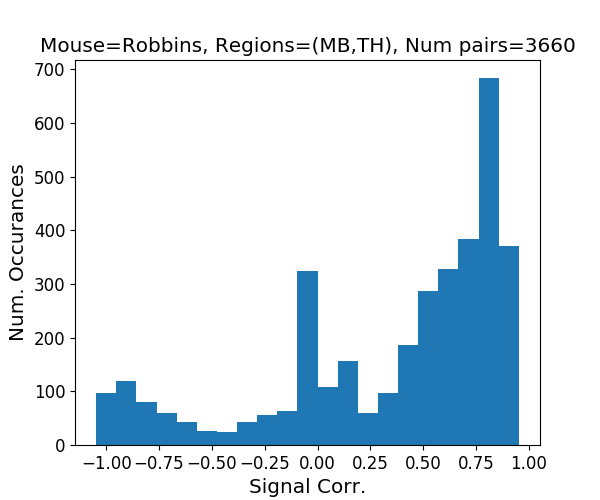 Mouse=Robbins, Regions=(MB,TH), Num pairs=3660
700
600
500
400
300
200
100
0
Num. Occurances
−1.00 −0.75 −0.50 −0.25 0.00 0.25 0.50 0.75 1.00
Signal Corr.